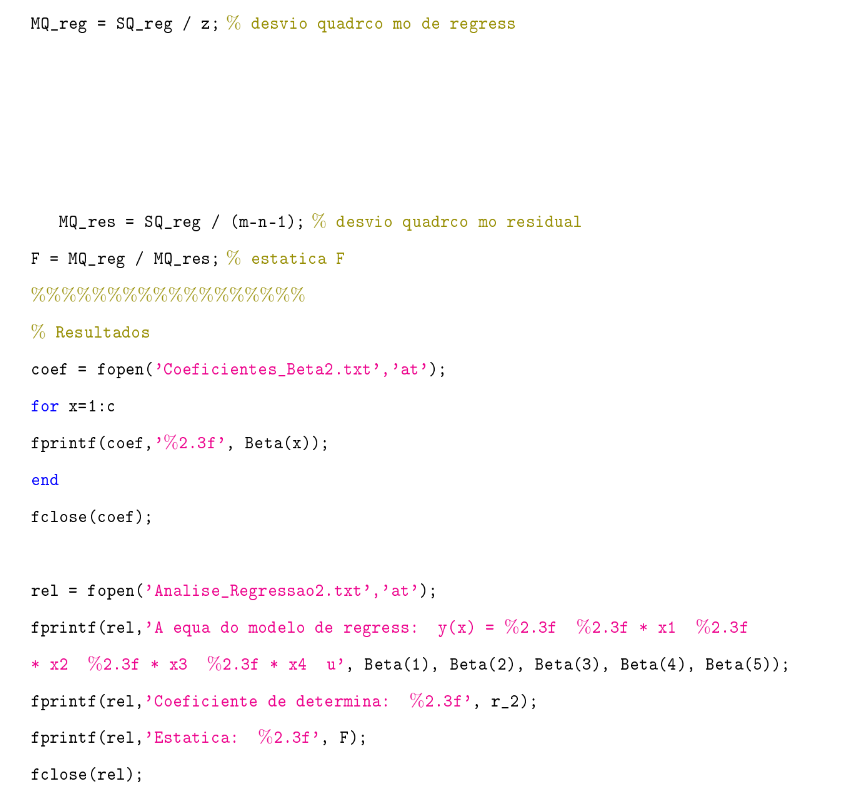 MQ_reg = SQ_reg / z; % desvio quadrco mo de regress
MQ_res = SQ_reg / (m-n-1); % desvio quadrco mo residual
F = MQ_reg / MQ_res; % estatica F
%%%%%%%%%%%%%%%%%%
% Resultados
coef = fopen('Coeficientes_Beta2.txt','at');
for x=1:c
fprintf(coef,'%2.3f', Beta(x));
end
fclose(coef);
rel = fopen('Analise_Regressao2.txt','at');
fprintf(rel,'A equa do modelo de regress:  y(x) = %2.3f  %2.3f * x1  %2.3f
* x2  %2.3f * x3  %2.3f * x4  u', Beta(1), Beta(2), Beta(3), Beta(4), Beta(5));
fprintf(rel,'Coeficiente de determina:  %2.3f', r_2);
fprintf(rel,'Estatica:  %2.3f', F);
fclose(rel);